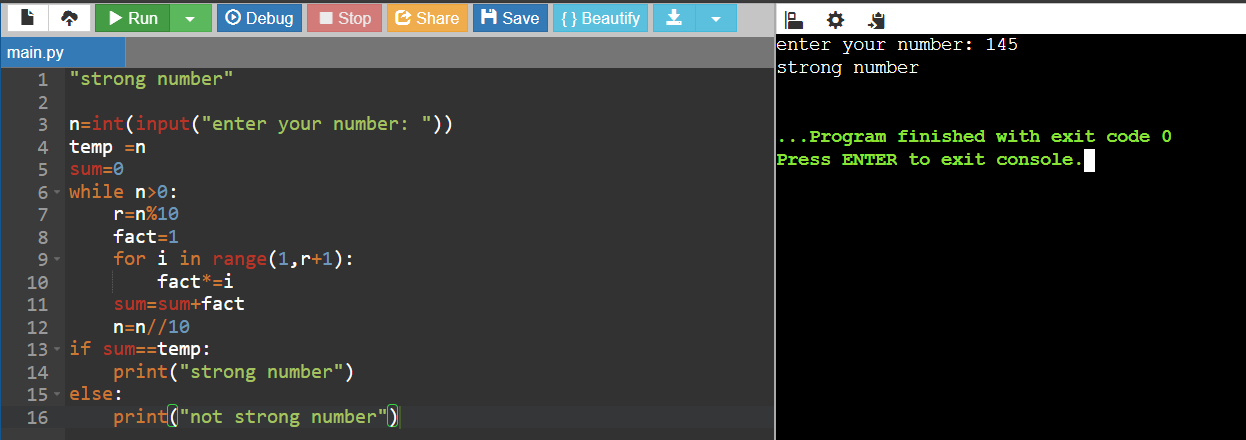 Run Debug Stop Share Save { } Beautify
main.py
1 "strong number"
2
3 n=int(input("enter your number: "))
4 temp =n
5 sum=0
6 while n>0:
7     r=n%10
8     fact=1
9     for i in range(1,r+1):
10         fact*=i
11     sum=sum+fact
12     n=n//10
13 if sum==temp:
14     print("strong number")
15 else:
16     print("not strong number")
enter your number: 145
strong number
...Program finished with exit code 0
Press ENTER to exit console.